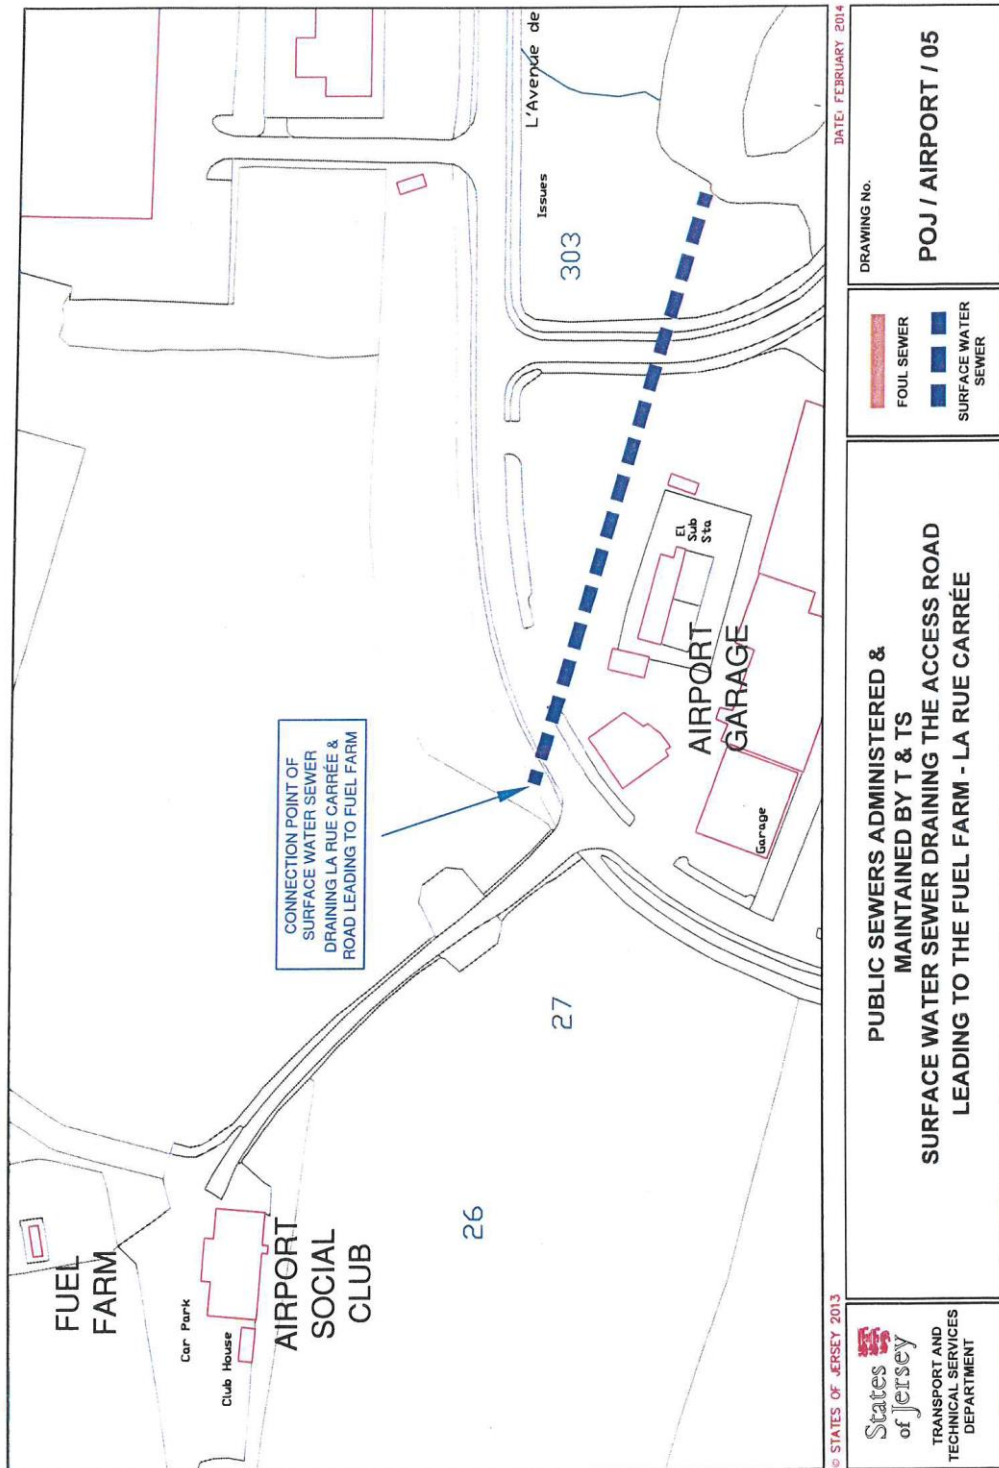 FUEL
FARM
Car Park
Club House
AIRPORT
SOCIAL
CLUB
26
27
CONNECTION POINT OF
SURFACE WATER SEWER
DRAINING LA RUE CARRÉE &
ROAD LEADING TO FUEL FARM
AIRPORT
GARAGE
Garage
El
Sub
Sta
303
Issues
L'Avenue de
© STATES OF JERSEY 2013
DATE: FEBRUARY 2014
States
of Jersey
TRANSPORT AND
TECHNICAL SERVICES
DEPARTMENT
PUBLIC SEWERS ADMINISTERED &
MAINTAINED BY T & TS
SURFACE WATER SEWER DRAINING THE ACCESS ROAD
LEADING TO THE FUEL FARM - LA RUE CARRÉE
FOUL SEWER
SURFACE WATER
SEWER
DRAWING No.
POJ / AIRPORT / 05